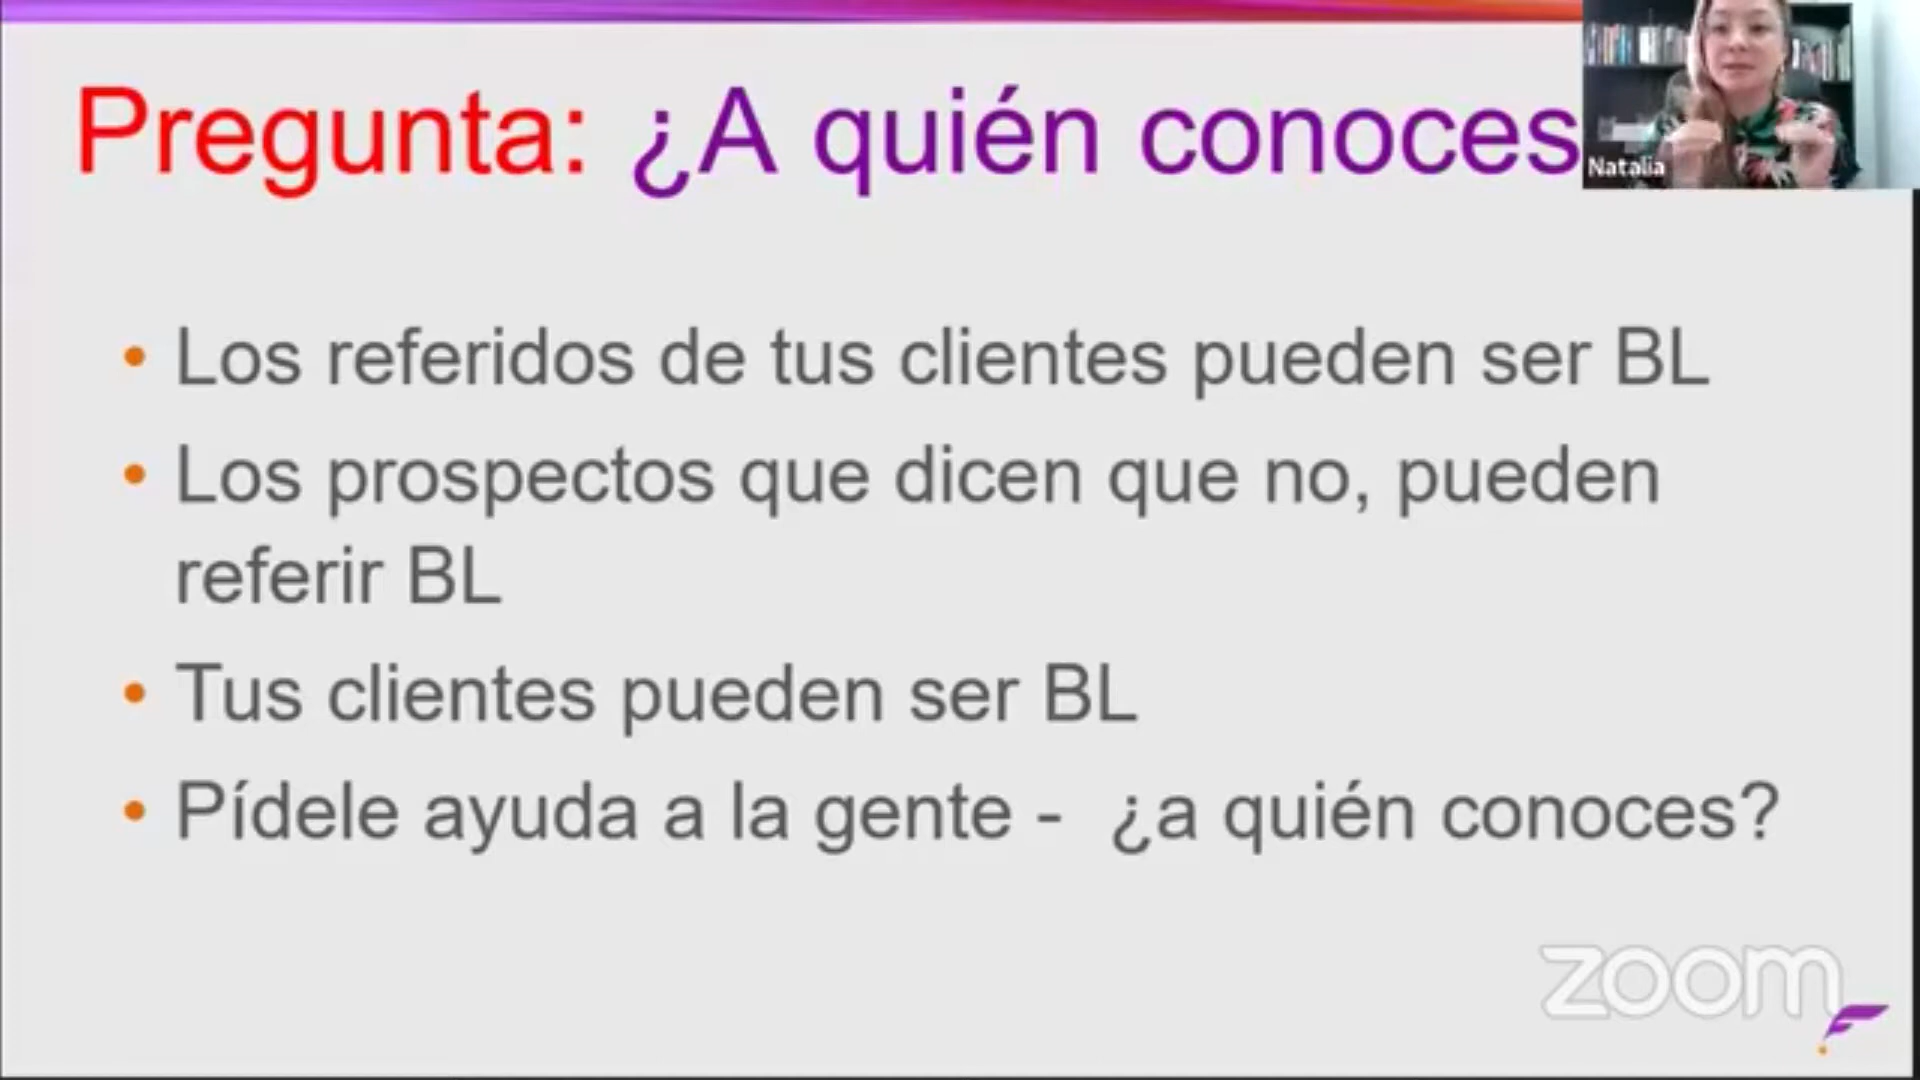 Pregunta: ¿A quién conoces
Natalia
• Los referidos de tus clientes pueden ser BL
• Los prospectos que dicen que no, pueden
referir BL
• Tus clientes pueden ser BL
• Pídele ayuda a la gente - ¿a quién conoces?
zoom